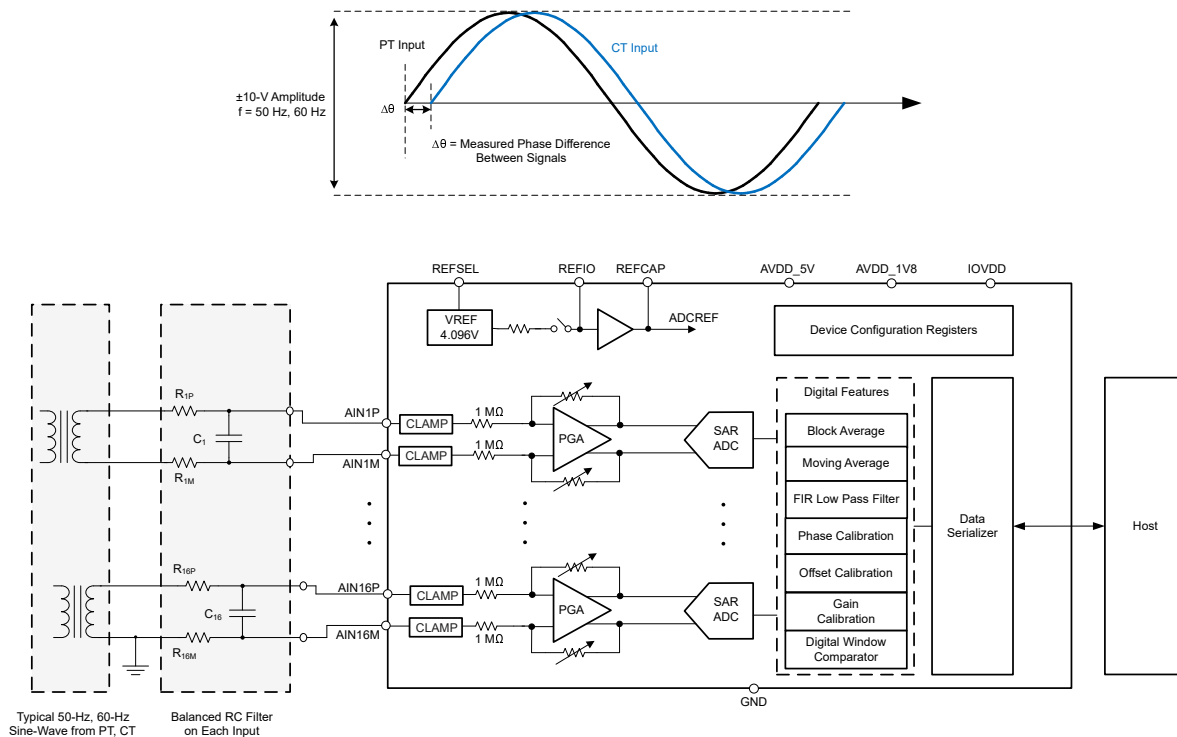 PT Input
CT Input
±10-V Amplitude
f = 50 Hz, 60 Hz
Δθ
Δθ = Measured Phase Difference
Between Signals
REFSEL
REFIO
REFCAP
AVDD_5V
AVDD_1V8
IOVDD
VREF
4.096V
ADCREF
Device Configuration Registers
R1P
C1
R1M
AIN1P
AIN1M
CLAMP
1 MΩ
CLAMP
1 MΩ
PGA
SAR
ADC
Digital Features
Block Average
Moving Average
FIR Low Pass Filter
Phase Calibration
Offset Calibration
Gain
Calibration
Digital Window
Comparator
Data
Serializer
Host
R16P
C16
R16M
AIN16P
AIN16M
CLAMP
1 MΩ
CLAMP
1 MΩ
PGA
SAR
ADC
GND
Typical 50-Hz, 60-Hz
Sine-Wave from PT, CT
Balanced RC Filter
on Each Input